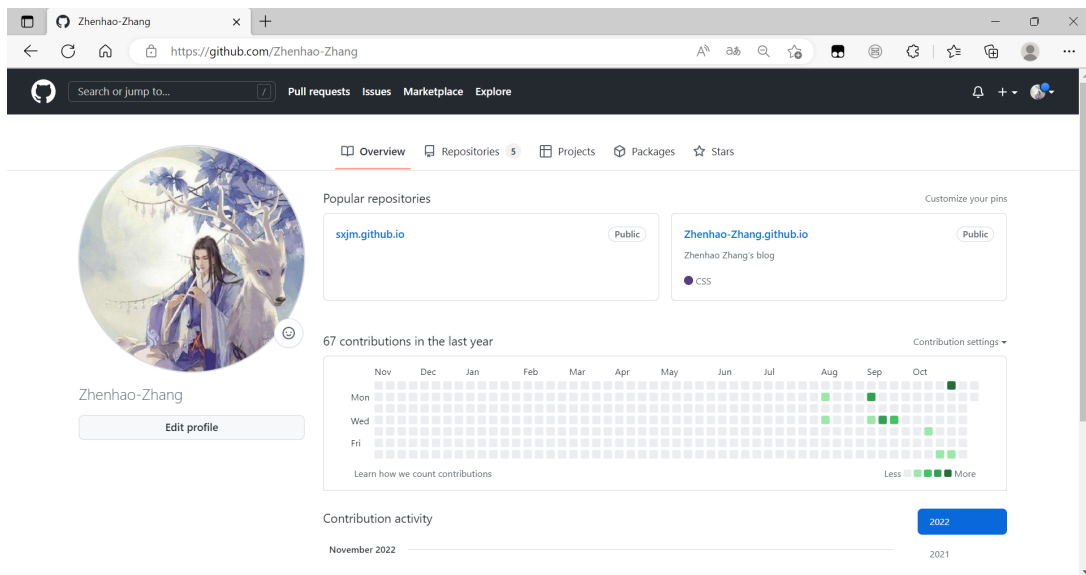 Zhenhao-Zhang
https://github.com/Zhenhao-Zhang
Search or jump to... / Pull requests Issues Marketplace Explore
Overview Repositories 5 Projects Packages Stars
Popular repositories Customize your pins
sxjm.github.io Public
Zhenhao-Zhang.github.io Public
Zhenhao Zhang's blog
CSS
67 contributions in the last year Contribution settings
Nov Dec Jan Feb Mar Apr May Jun Jul Aug Sep Oct
Mon
Wed
Fri
Learn how we count contributions Less More
Zhenhao-Zhang
Edit profile
Contribution activity
2022
November 2022
2021